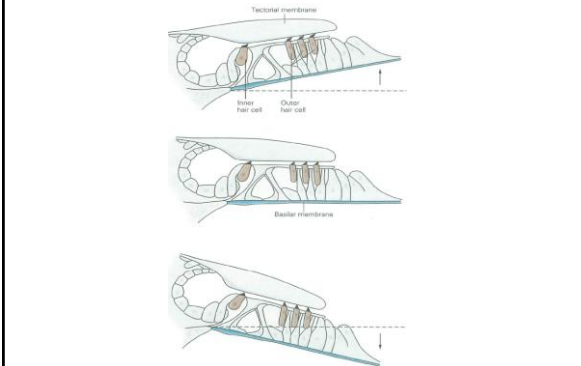 Tectorial membrane
Inner
hair cell
Outer
hair cell
Basilar membrane